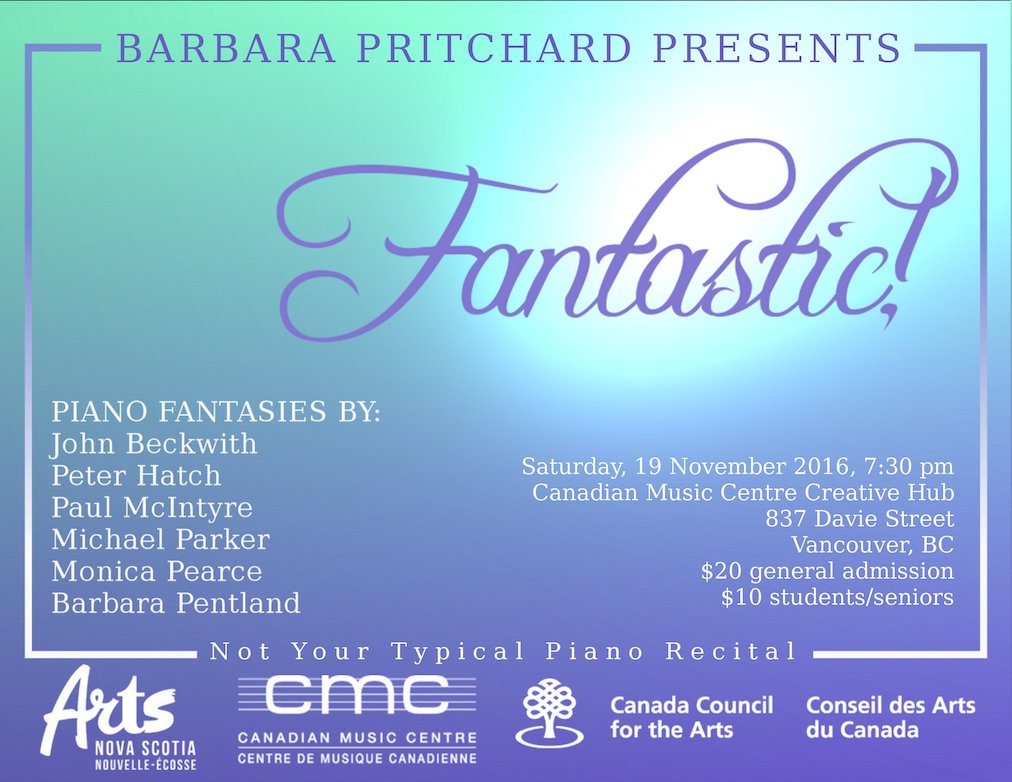 BARBARA PRITCHARD PRESENTS
Fantastic!
PIANO FANTASIES BY:
John Beckwith
Peter Hatch
Paul McIntyre
Michael Parker
Monica Pearce
Barbara Pentland
Saturday, 19 November 2016, 7:30 pm
Canadian Music Centre Creative Hub
837 Davie Street
Vancouver, BC
$20 general admission
$10 students/seniors
Not Your Typical Piano Recital
Arts
NOVA SCOTIA
NOUVELLE-ÉCOSSE
cmc
CANADIAN MUSIC CENTRE
CENTRE DE MUSIQUE CANADIENNE
Canada Council
for the Arts
Conseil des Arts
du Canada